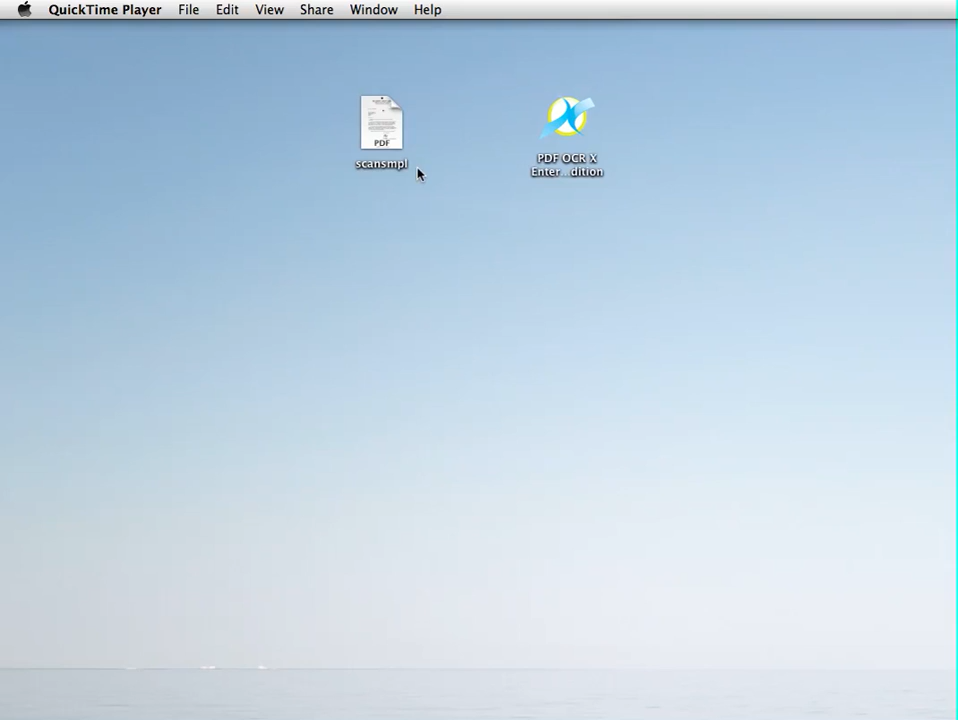 QuickTime Player File Edit View Share Window Help
PDF
scansmpl
PDF OCR X
Enter...dition